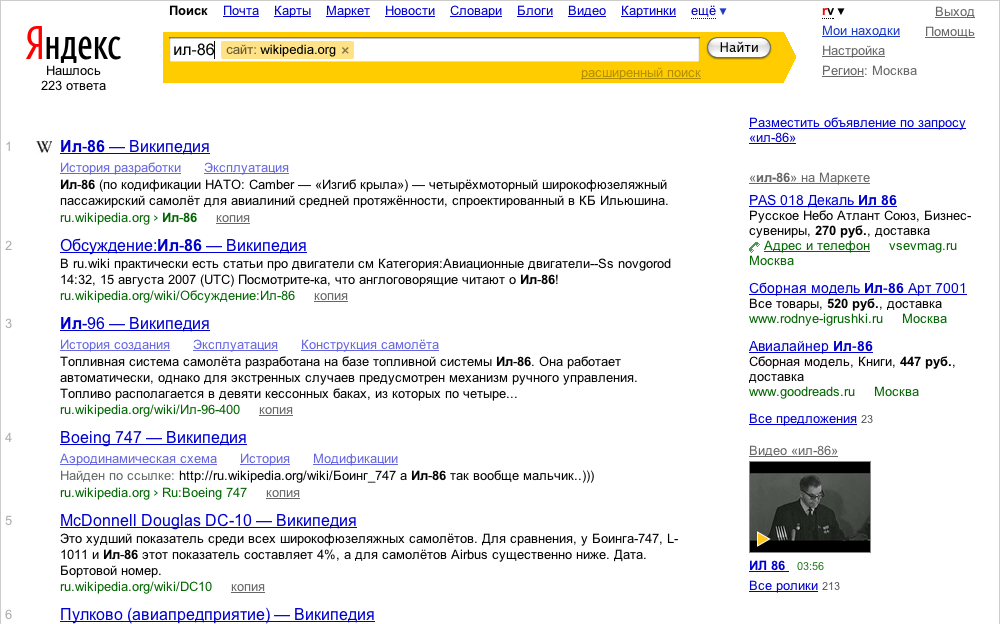 Поиск Почта Карты Маркет Новости Словари Блоги Видео Картинки ещё ▼
rv ▼ Выход
Мои находки Помощь
Настройка
Регион: Москва
Яндекс
Нашлось
223 ответа
ил-86 сайт: wikipedia.org × Найти
расширенный поиск
1 W Ил-86 — Википедия
История разработки Эксплуатация
Ил-86 (по кодификации НАТО: Camber — «Изгиб крыла») — четырёхмоторный широкофюзеляжный
пассажирский самолёт для авиалиний средней протяжённости, спроектированный в КБ Ильюшина.
ru.wikipedia.org › Ил-86 копия
2 Обсуждение:Ил-86 — Википедия
В ru.wiki практически есть статьи про двигатели см Категория:Авиационные двигатели--Ss novgorod
14:32, 15 августа 2007 (UTC) Посмотрите-ка, что англоговорящие читают о Ил-86!
ru.wikipedia.org/wiki/Обсуждение:Ил-86 копия
3 Ил-96 — Википедия
История создания Эксплуатация Конструкция самолёта
Топливная система самолёта разработана на базе топливной системы Ил-86. Она работает
автоматически, однако для экстренных случаев предусмотрен механизм ручного управления.
Топливо располагается в девяти кессонных баках, из которых по четыре...
ru.wikipedia.org/wiki/Ил-96-400 копия
4 Boeing 747 — Википедия
Аэродинамическая схема История Модификации
Найден по ссылке: http://ru.wikipedia.org/wiki/Боинг_747 а Ил-86 так вообще мальчик..)))
ru.wikipedia.org › Ru:Boeing 747 копия
5 McDonnell Douglas DC-10 — Википедия
Это худший показатель среди всех широкофюзеляжных самолётов. Для сравнения, у Боинга-747, L-
1011 и Ил-86 этот показатель составляет 4%, а для самолётов Airbus существенно ниже. Дата.
Бортовой номер.
ru.wikipedia.org/wiki/DC10 копия
6 Пулково (авиапредприятие) — Википедия
Разместить объявление по запросу
«ил-86»
«ил-86» на Маркете
PAS 018 Декаль Ил 86
Русское Небо Атлант Союз, Бизнес-
сувениры, 270 руб., доставка
Адрес и телефон vsevmag.ru
Москва
Сборная модель Ил-86 Арт 7001
Все товары, 520 руб., доставка
www.rodnye-igrushki.ru Москва
Авиалайнер Ил-86
Сборная модель, Книги, 447 руб.,
доставка
www.goodreads.ru Москва
Все предложения 23
Видео «ил-86»
ИЛ 86 03:56
Все ролики 213